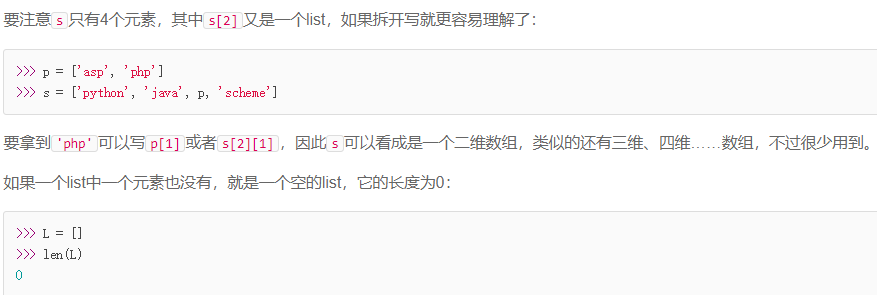 要注意s只有4个元素，其中s[2]又是一个list，如果拆开写就更容易理解了：
>>> p = ['asp', 'php']
>>> s = ['python', 'java', p, 'scheme']
要拿到'php'可以写p[1]或者s[2][1]，因此s可以看成是一个二维数组，类似的还有三维、四维……数组，不过很少用到。
如果一个list中一个元素也没有，就是一个空的list，它的长度为0：
>>> L = []
>>> len(L)
0